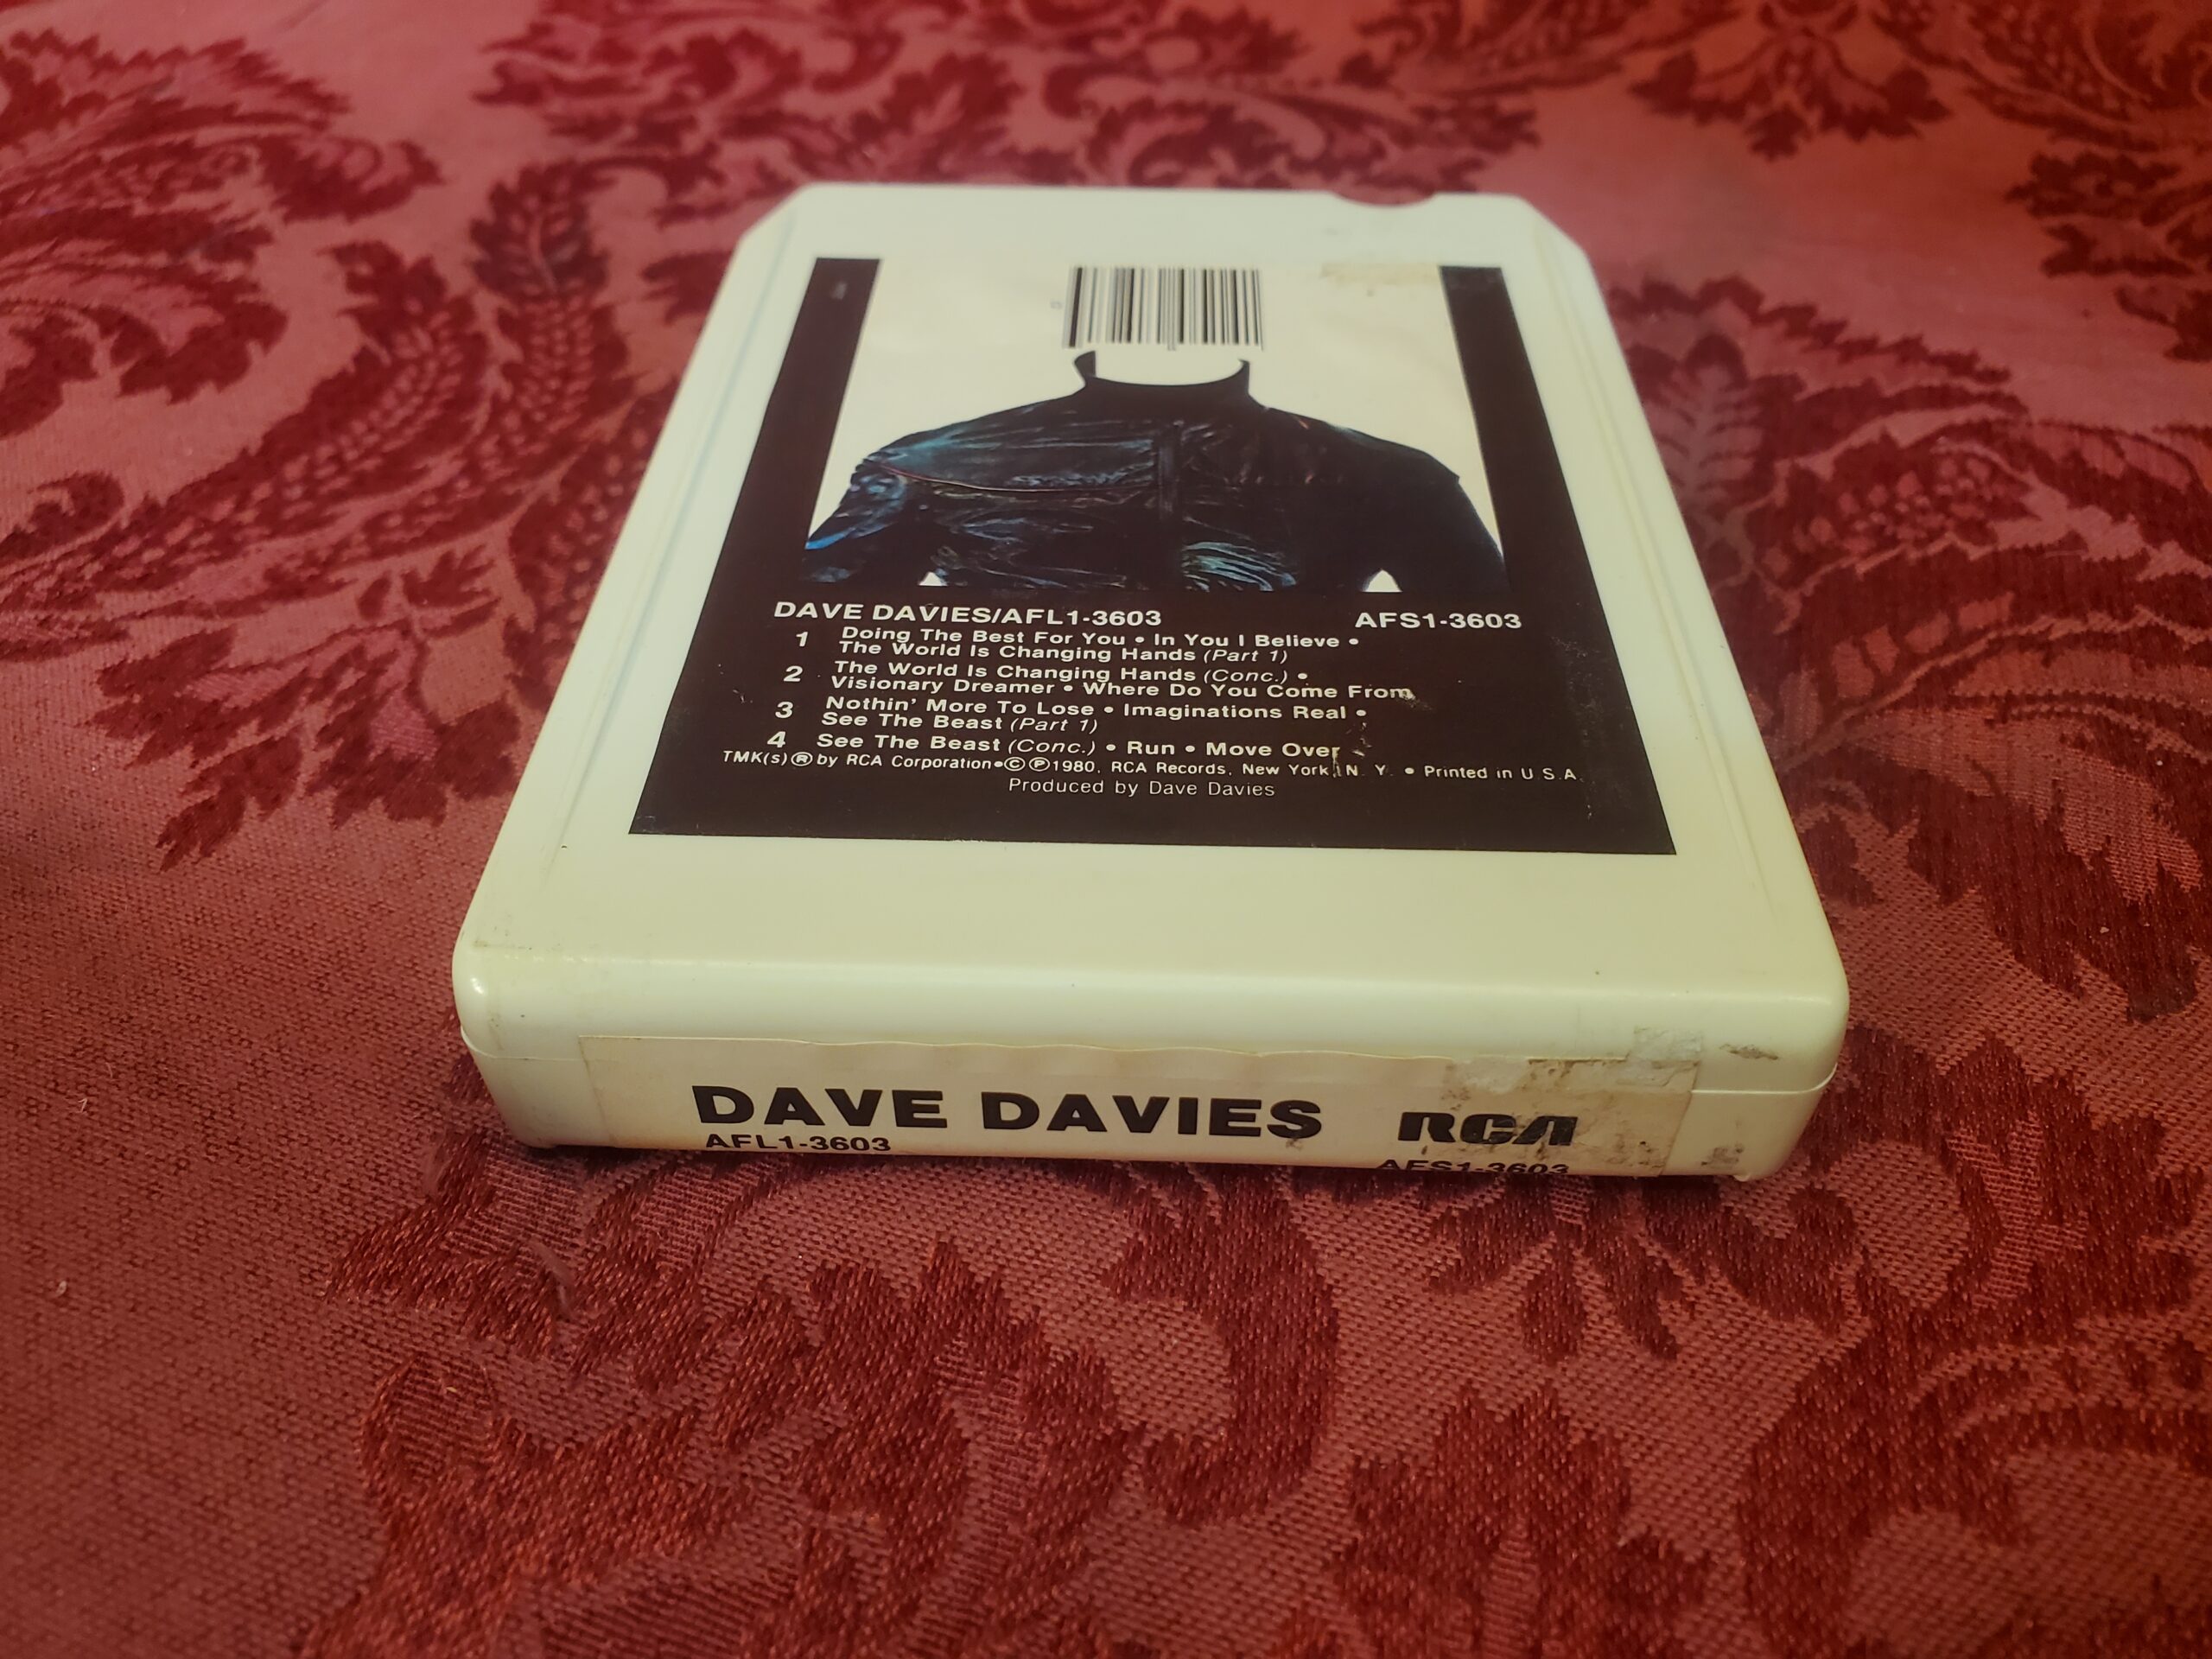 DAVE DAVIES/AFL1-3603 AFS1-3603
1 Doing The Best For You • In You I Believe •
The World Is Changing Hands (Part 1)
2 The World Is Changing Hands (Conc.) •
Visionary Dreamer • Where Do You Come From
3 Nothin' More To Lose • Imaginations Real •
See The Beast (Part 1)
4 See The Beast (Conc.) • Run • Move Over
TMK(s) ® by RCA Corporation • © ℗ 1980, RCA Records, New York, N. Y. • Printed in U.S.A.
Produced by Dave Davies
DAVE DAVIES RCA
AFL1-3603 AFS1-3603